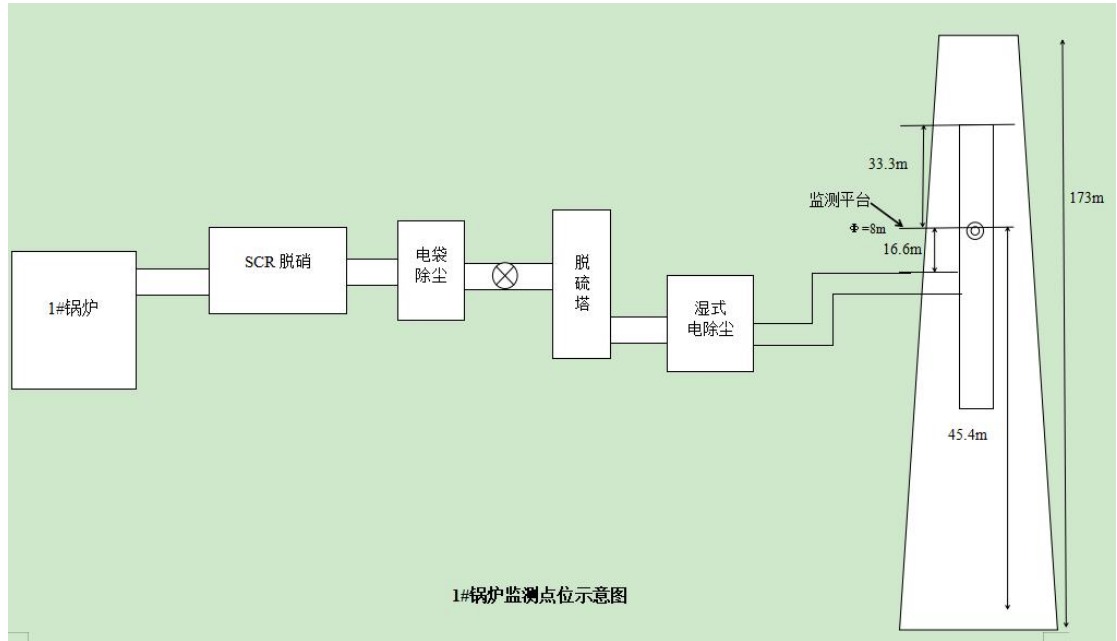 33.3m
监测平台
173m
Φ=8m
16.6m
SCR 脱硝
电袋
除尘
脱
硫
塔
1#锅炉
湿式
电除尘
45.4m
1#锅炉监测点位示意图